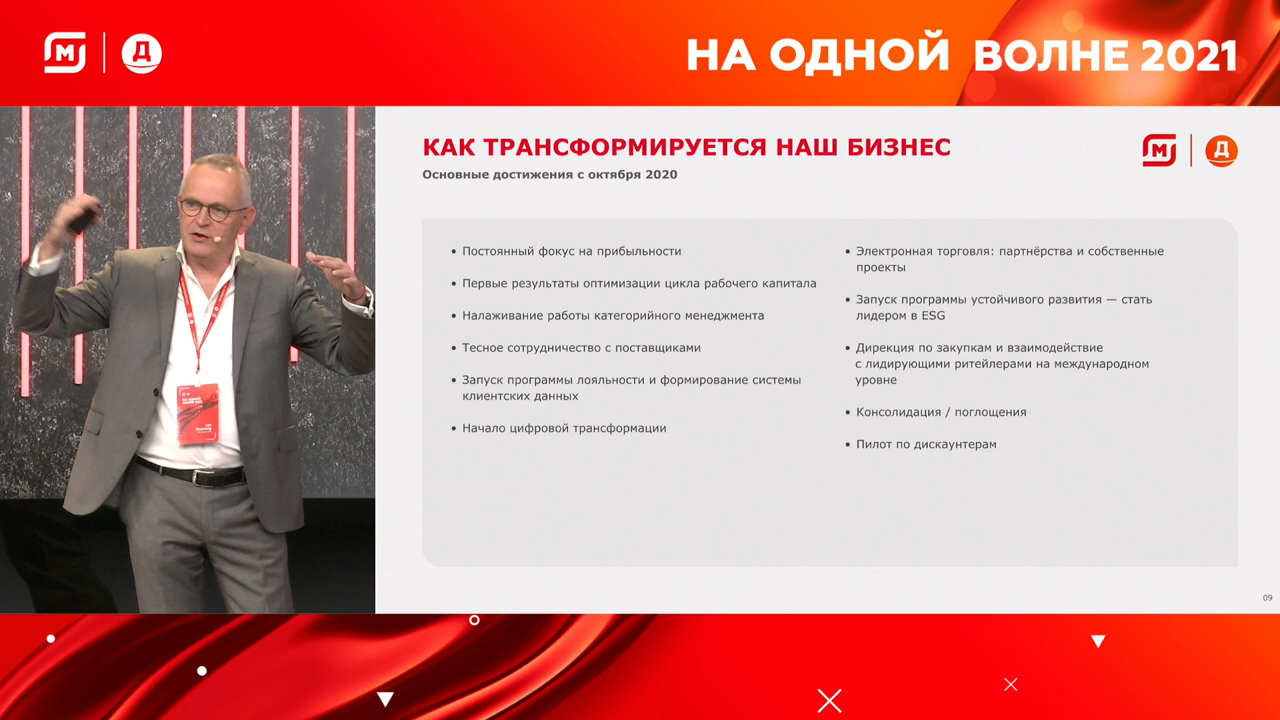 М
Д
НА ОДНОЙ ВОЛНЕ 2021
КАК ТРАНСФОРМИРУЕТСЯ НАШ БИЗНЕС
Основные достижения с октября 2020
М
Д
• Постоянный фокус на прибыльности
• Первые результаты оптимизации цикла рабочего капитала
• Налаживание работы категорийного менеджмента
• Тесное сотрудничество с поставщиками
• Запуск программы лояльности и формирование системы
клиентских данных
• Начало цифровой трансформации
• Электронная торговля: партнёрства и собственные
проекты
• Запуск программы устойчивого развития — стать
лидером в ESG
• Дирекция по закупкам и взаимодействие
с лидирующими ритейлерами на международном
уровне
• Консолидация / поглощения
• Пилот по дискаунтерам
09